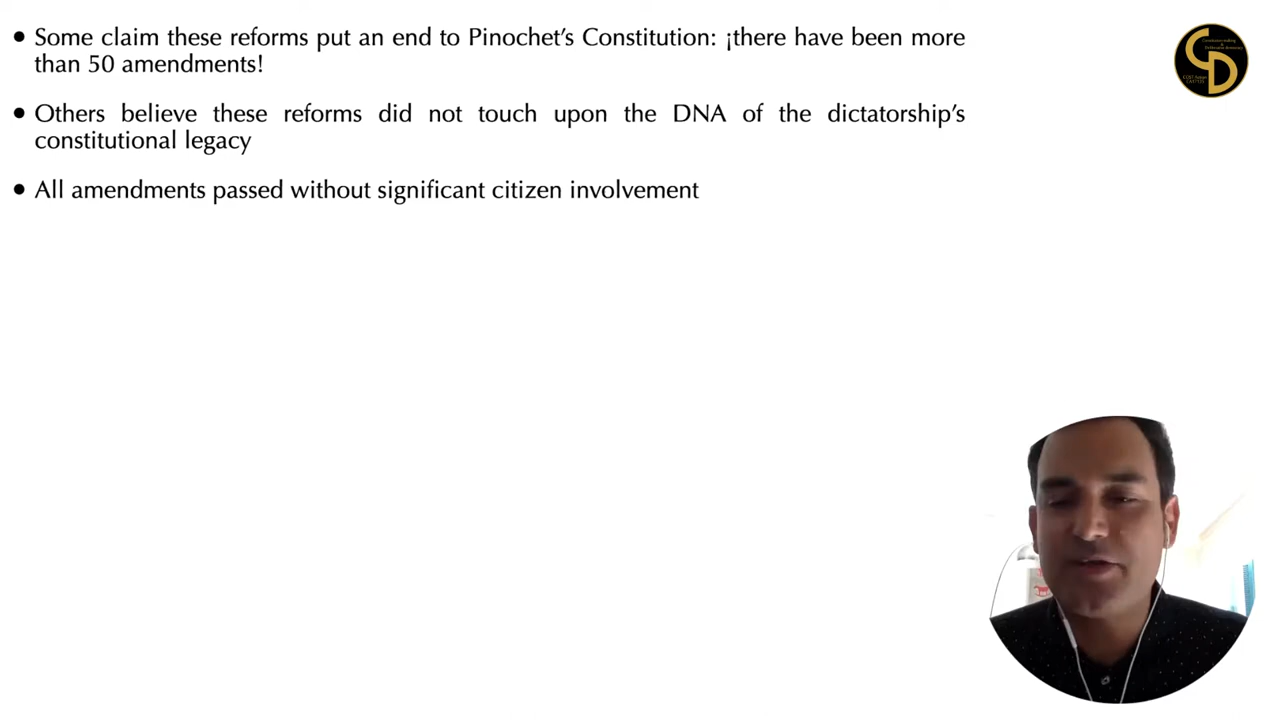 • Some claim these reforms put an end to Pinochet’s Constitution: ¡there have been more
than 50 amendments!
• Others believe these reforms did not touch upon the DNA of the dictatorship’s
constitutional legacy
• All amendments passed without significant citizen involvement
CD